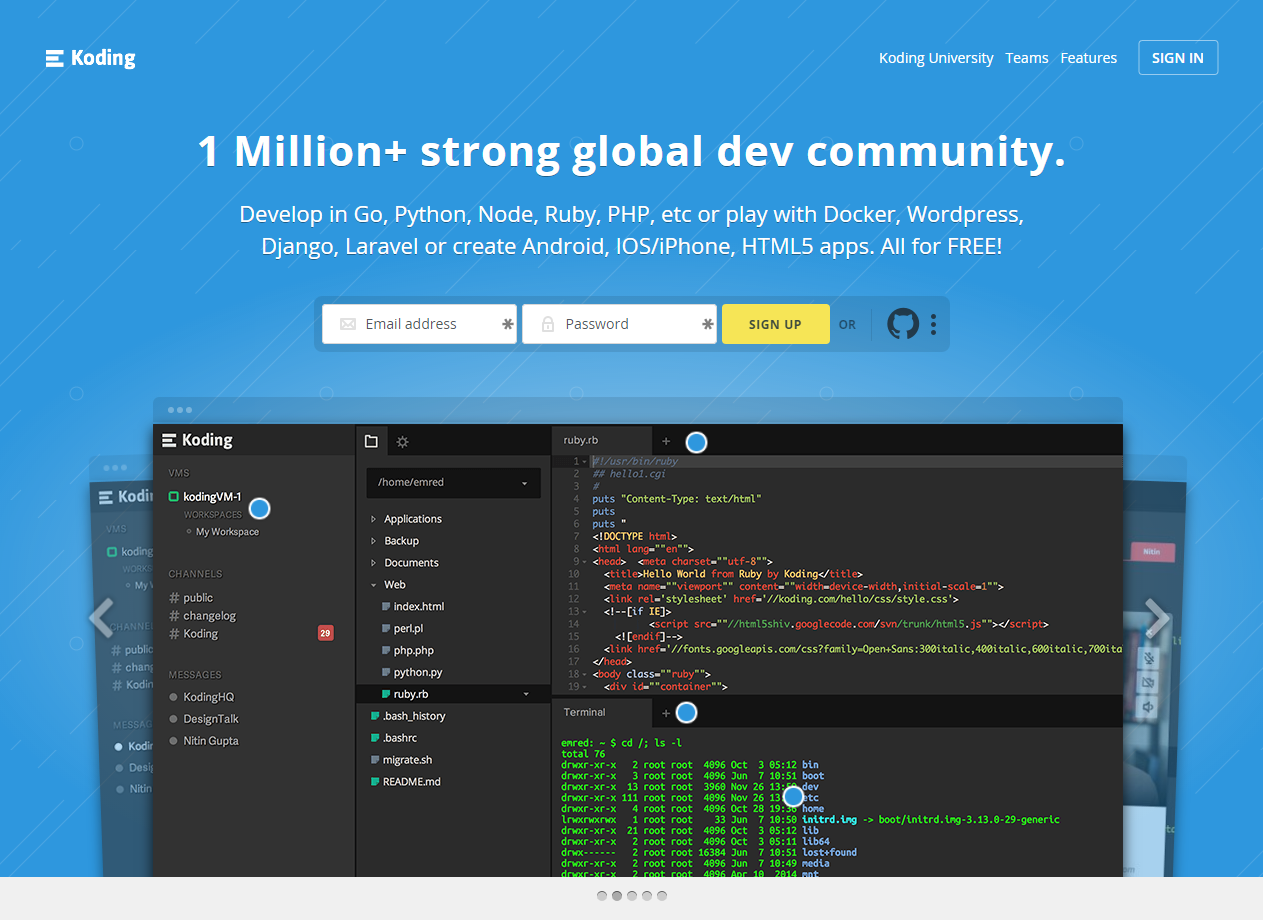 Koding
Koding University Teams Features SIGN IN
1 Million+ strong global dev community.
Develop in Go, Python, Node, Ruby, PHP, etc or play with Docker, Wordpress,
Django, Laravel or create Android, IOS/iPhone, HTML5 apps. All for FREE!
Email address * Password * SIGN UP OR
Koding
VMS
kodingVM-1
WORKSPACES
My Workspace
CHANNELS
# public
# changelog
# Koding 29
MESSAGES
KodingHQ
DesignTalk
Nitin Gupta
/home/emred
Applications
Backup
Documents
Web
index.html
perl.pl
php.php
python.py
ruby.rb
.bash_history
.bashrc
migrate.sh
README.md
ruby.rb +
1 #!/usr/bin/ruby
2 ## hello1.cgi
3 #
4 puts "Content-Type: text/html"
5 puts
6 puts "
7 <!DOCTYPE html>
8 <html lang=""en"">
9 <head> <meta charset=""utf-8"">
10 <title>Hello World from Ruby by Koding</title>
11 <meta name=""viewport"" content=""width=device-width,initial-scale=1"">
12 <link rel='stylesheet' href='//koding.com/hello/css/style.css'>
13 <!--[if IE]>
14 <script src=""//html5shiv.googlecode.com/svn/trunk/html5.js""></script>
15 <![endif]-->
16 <link href='//fonts.googleapis.com/css?family=Open+Sans:300italic,400italic,600italic,700ita
17 </head>
18 <body class=""ruby"">
19 <div id=""container"">
Terminal +
emred: ~ $ cd /; ls -l
total 76
drwxr-xr-x 2 root root 4096 Oct 3 05:12 bin
drwxr-xr-x 3 root root 4096 Jun 7 10:51 boot
drwxr-xr-x 13 root root 3960 Nov 26 dev
drwxr-xr-x 111 root root 4096 Nov 26 etc
drwxr-xr-x 4 root root 4096 Oct 28 19:36 home
lrwxrwxrwx 1 root root 33 Jun 7 10:50 initrd.img -> boot/initrd.img-3.13.0-29-generic
drwxr-xr-x 21 root root 4096 Oct 3 05:12 lib
drwxr-xr-x 2 root root 4096 Oct 3 05:11 lib64
drwx------ 2 root root 16384 Jun 7 10:51 lost+found
drwxr-xr-x 2 root root 4096 Jun 7 10:49 media
drwxr-xr-x 2 root root 4096 Apr 10 2014 mnt
Kodi
VMS
koding
WORKS
My W
CHANNEL
# public
# chang
# Kodin
MESSAG
Kodin
Desig
Nitin
Nitin